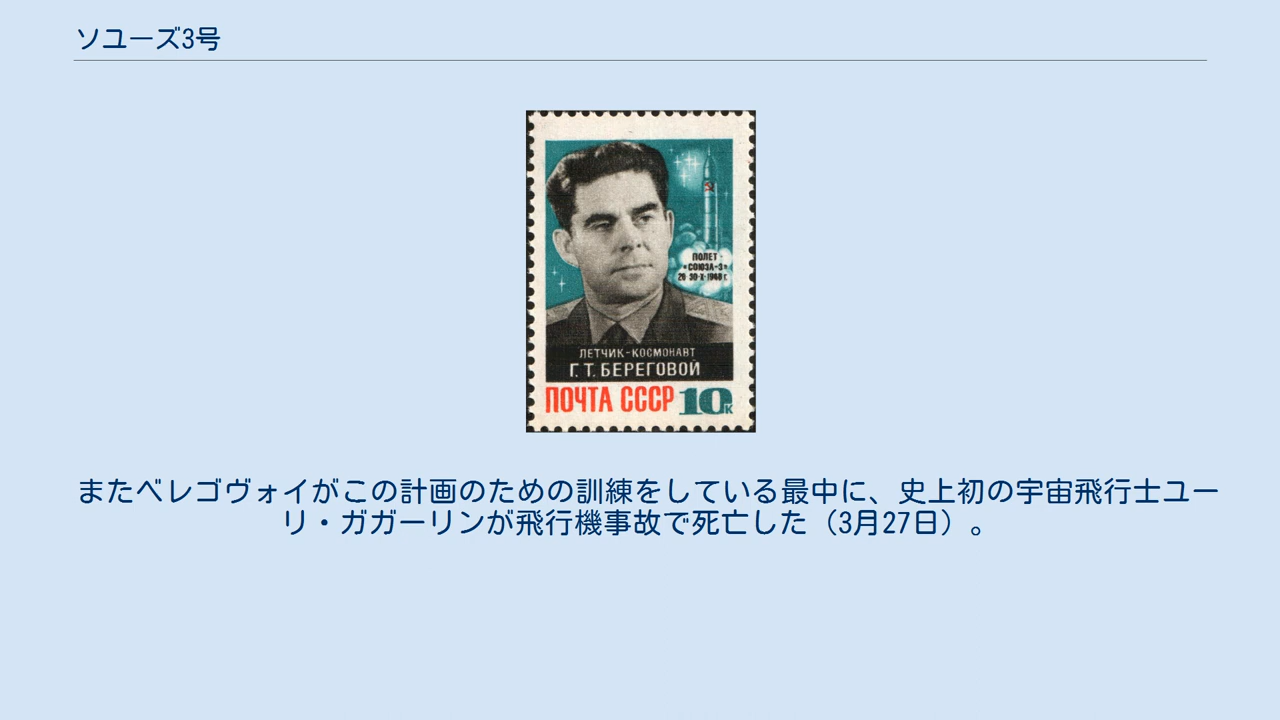 ソユーズ3号
ПОЛЕТ
«СОЮЗА-3»
26 30·X·1968 г.
ЛЕТЧИК-КОСМОНАВТ
Г. Т. БЕРЕГОВОЙ
ПОЧТА СССР 10к
またベレゴヴォイがこの計画のための訓練をしている最中に、史上初の宇宙飛行士ユー
リ・ガガーリンが飛行機事故で死亡した（3月27日）。